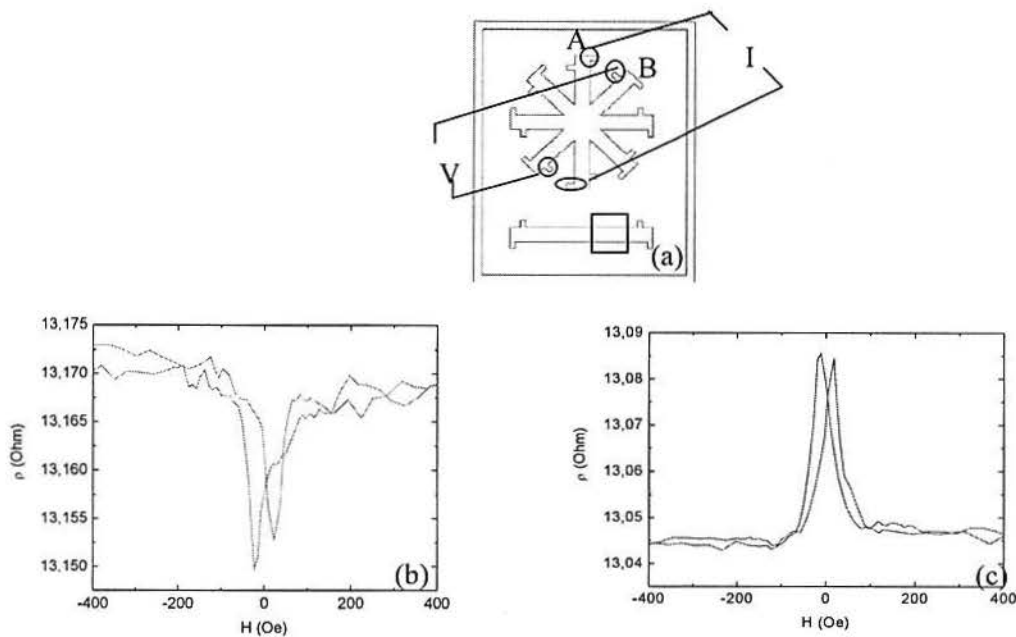 A
B
I
V
(a)
13,175
13,170
13,165
13,160
13,155
13,150
ρ (Ohm)
-400
-200
0
200
400
H (Oe)
(b)
13,09
13,08
13,07
13,06
13,05
13,04
ρ (Ohm)
-400
-200
0
200
400
H (Oe)
(c)